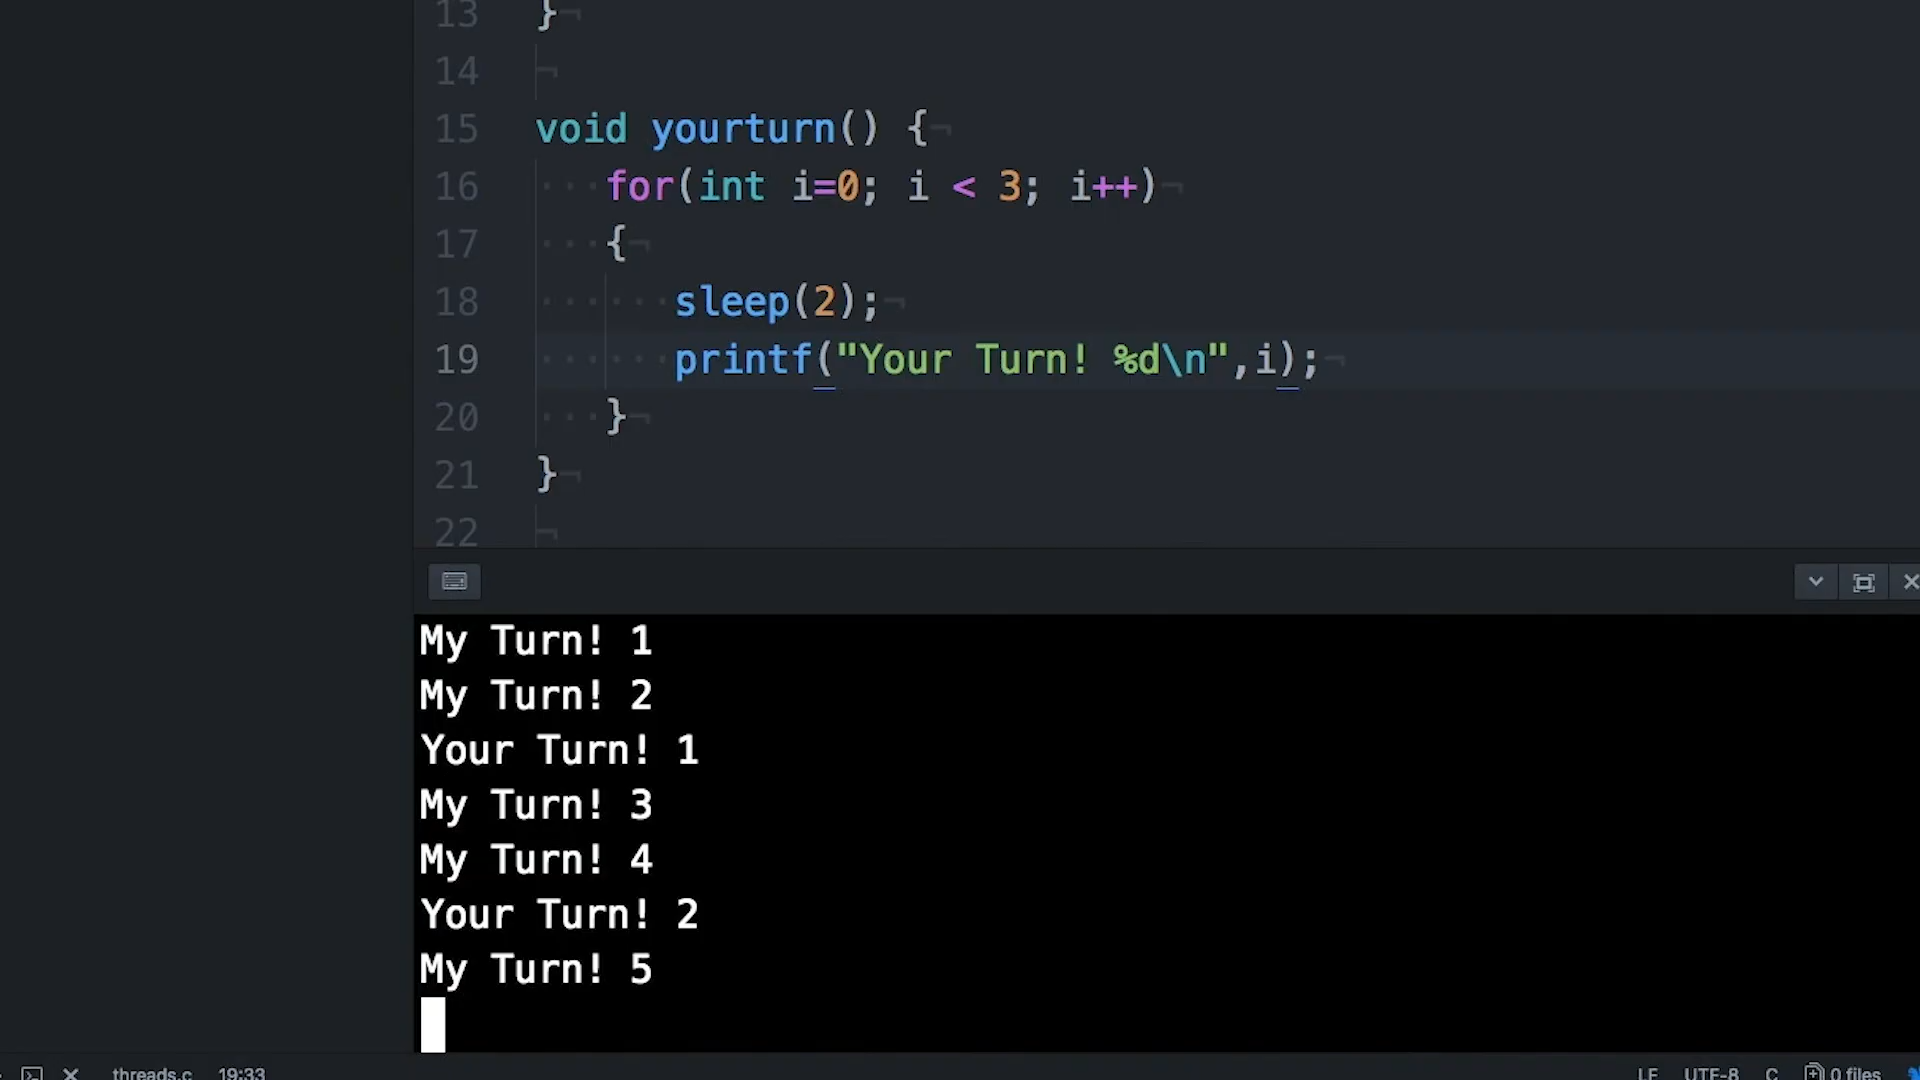 13 }
14
15 void yourturn() {
16 for(int i=0; i < 3; i++)
17 {
18 sleep(2);
19 printf("Your Turn! %d\n",i);
20 }
21 }
22
My Turn! 1
My Turn! 2
Your Turn! 1
My Turn! 3
My Turn! 4
Your Turn! 2
My Turn! 5
threads.c 19:33 LF UTF-8 C 0 files